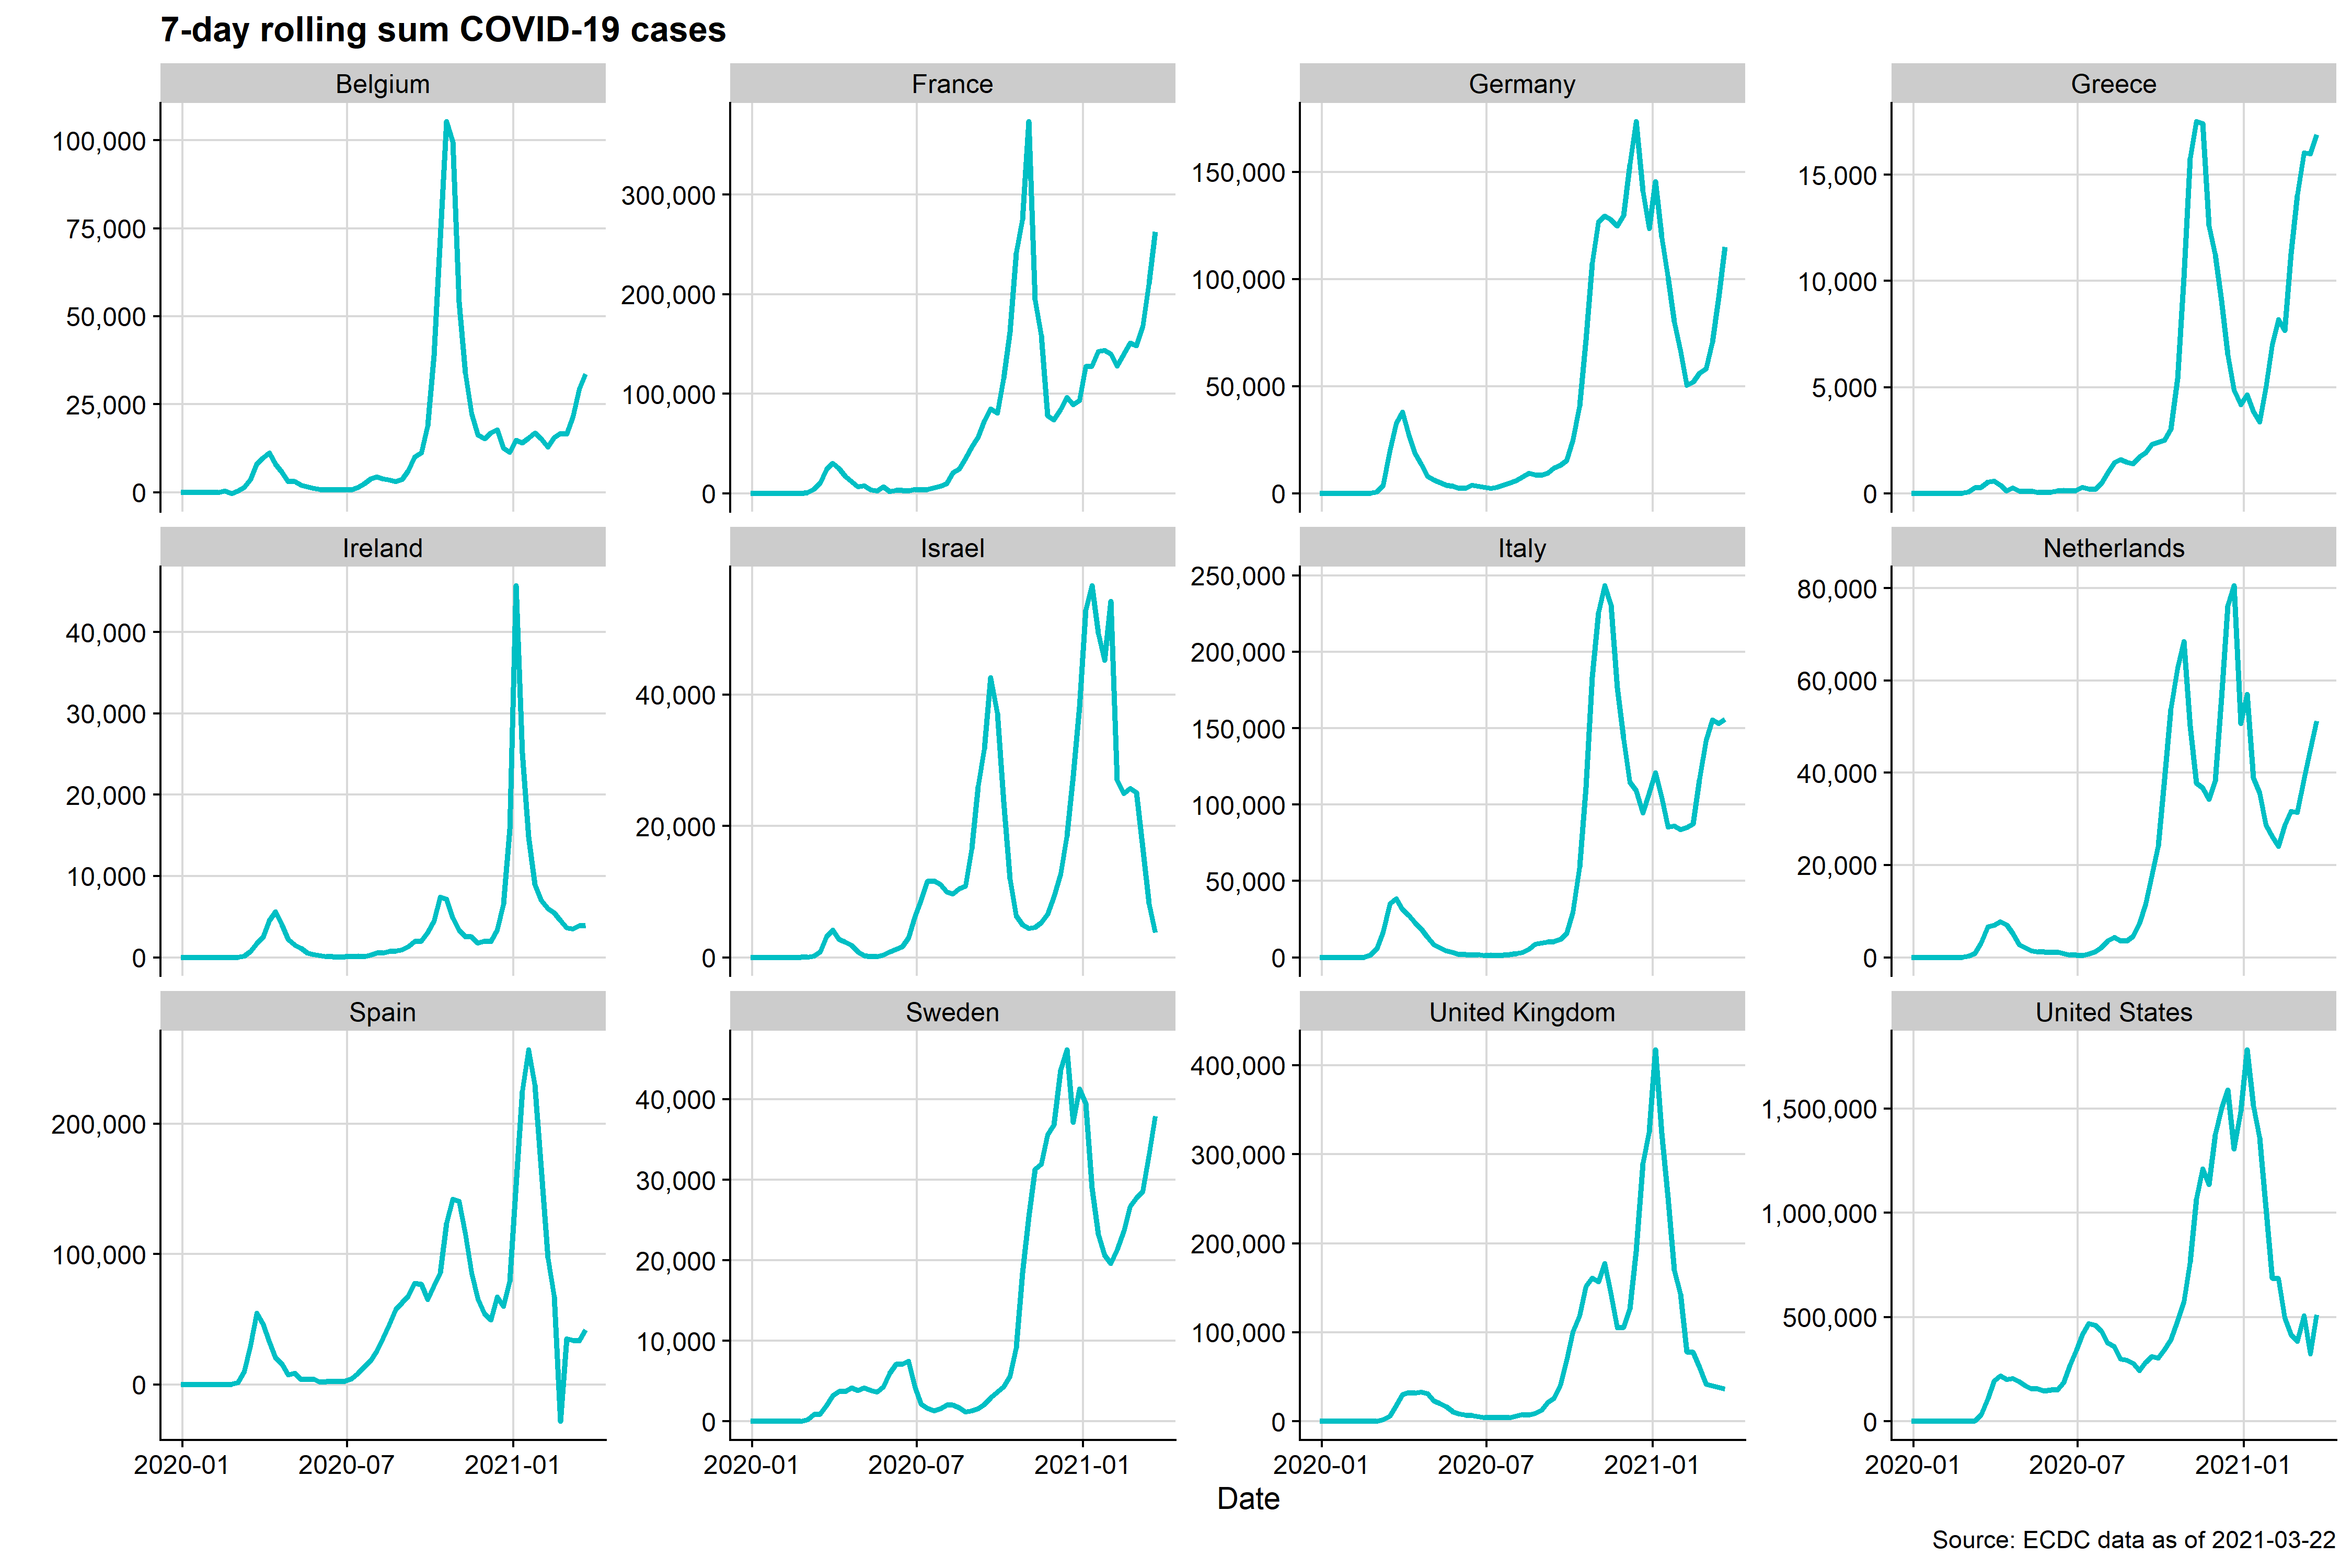 7-day rolling sum COVID-19 cases
Belgium
France
Germany
Greece
100,000
75,000
50,000
25,000
0
300,000
200,000
100,000
0
150,000
100,000
50,000
0
15,000
10,000
5,000
0
Ireland
Israel
Italy
Netherlands
40,000
30,000
20,000
10,000
0
40,000
20,000
0
250,000
200,000
150,000
100,000
50,000
0
80,000
60,000
40,000
20,000
0
Spain
Sweden
United Kingdom
United States
200,000
100,000
0
40,000
30,000
20,000
10,000
0
400,000
300,000
200,000
100,000
0
1,500,000
1,000,000
500,000
0
2020-01 2020-07 2021-01
2020-01 2020-07 2021-01
2020-01 2020-07 2021-01
2020-01 2020-07 2021-01
Date
Source: ECDC data as of 2021-03-22